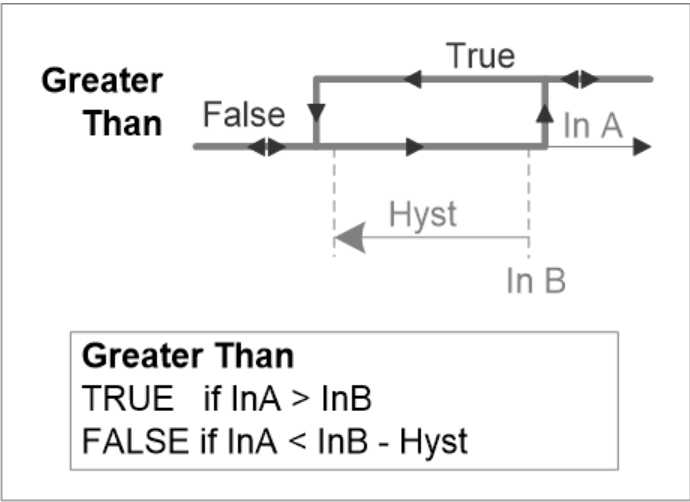 True
Greater
Than
False
In A
Hyst
In B
Greater Than
TRUE if InA > InB
FALSE if InA < InB - Hyst